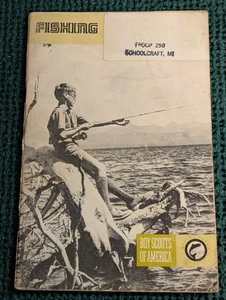 FISHING
TROOP 250
SCHOOLCRAFT, MI
BOY SCOUTS
OF AMERICA